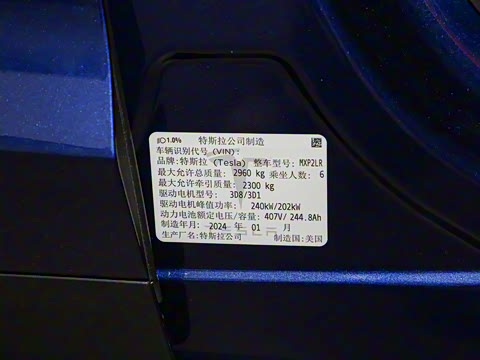 1.0% 特斯拉公司制造
车辆识别代号 (VIN):
品牌:特斯拉 (Tesla) 整车型号: MXP2LR
最大允许总质量: 2960 kg 乘坐人数: 6
最大允许牵引质量: 2300 kg
驱动电机型号: 3D8/3D1
驱动电机峰值功率: 240kW/202kW
动力电池额定电压/容量: 407V/ 244.8Ah
制造年月: 2024 年 01 月
生产厂名:特斯拉公司 制造国:美国